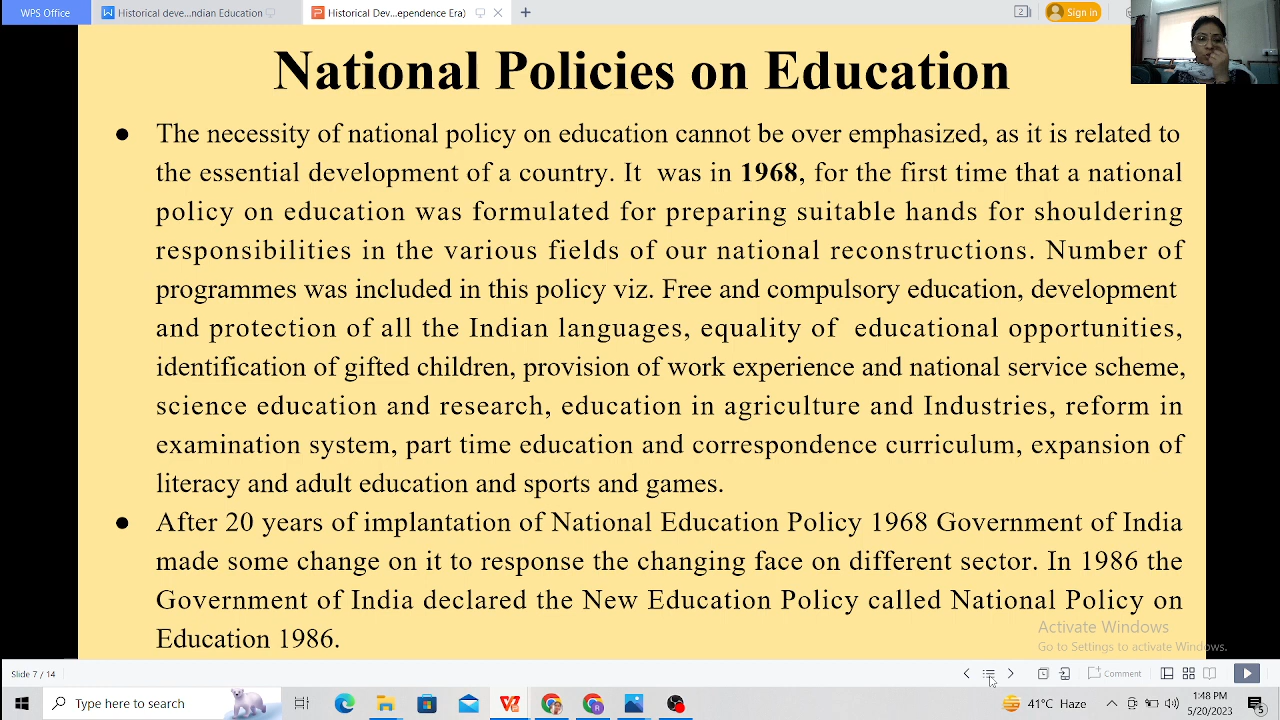 WPS Office
Historical deve...ndian Education
Historical Dev...ependence Era)
2
Sign in
National Policies on Education
● The necessity of national policy on education cannot be over emphasized, as it is related to
the essential development of a country. It was in 1968, for the first time that a national
policy on education was formulated for preparing suitable hands for shouldering
responsibilities in the various fields of our national reconstructions. Number of
programmes was included in this policy viz. Free and compulsory education, development
and protection of all the Indian languages, equality of educational opportunities,
identification of gifted children, provision of work experience and national service scheme,
science education and research, education in agriculture and Industries, reform in
examination system, part time education and correspondence curriculum, expansion of
literacy and adult education and sports and games.
● After 20 years of implantation of National Education Policy 1968 Government of India
made some change on it to response the changing face on different sector. In 1986 the
Government of India declared the New Education Policy called National Policy on
Education 1986.
Activate Windows
Go to Settings to activate Windows.
Slide 7 / 14
Comment
Type here to search
41°C Haze
1:48 PM
5/20/2023
5